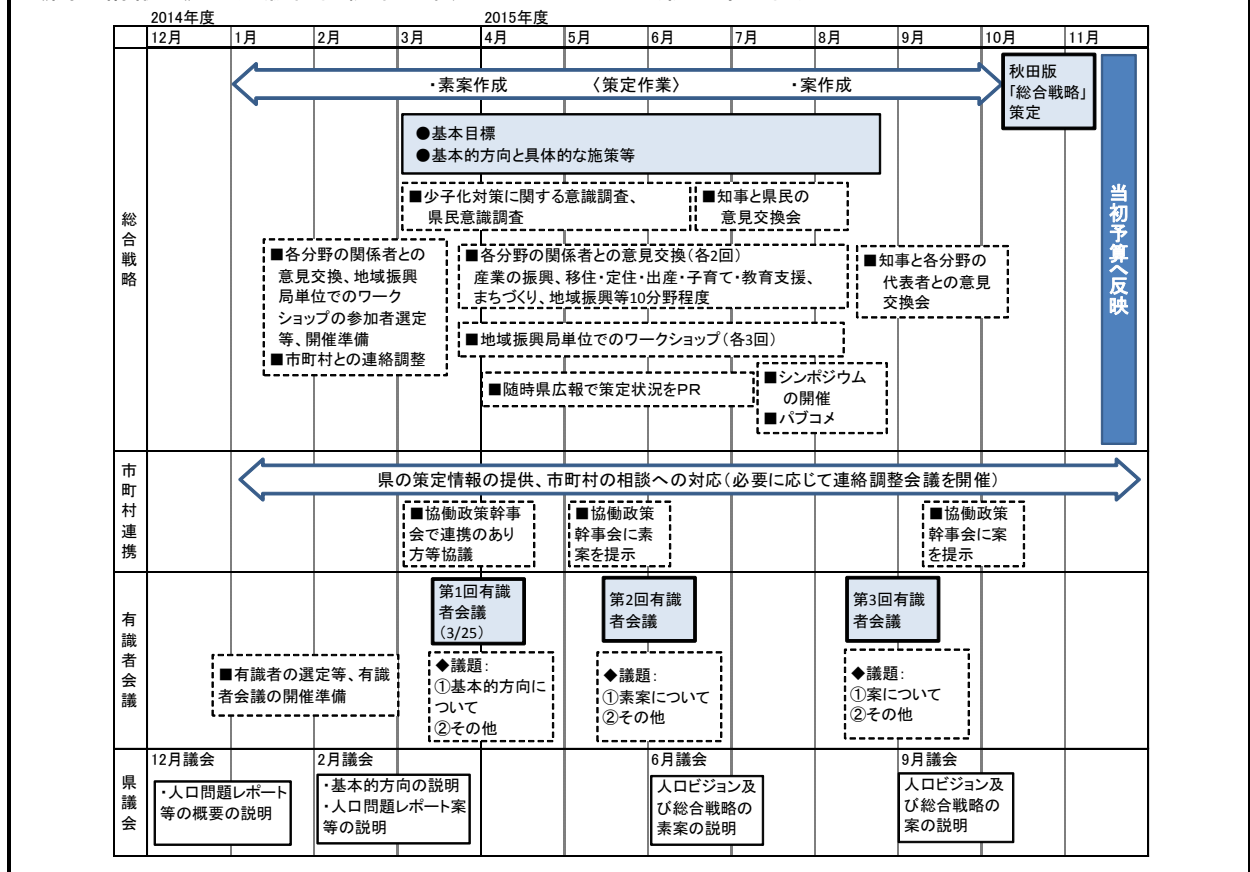 2014年度
2015年度
12月
1月
2月
3月
4月
5月
6月
7月
8月
9月
10月
11月
総合戦略
・素案作成
〈策定作業〉
・案作成
秋田版
「総合戦略」
策定
当初予算へ反映
●基本目標
●基本的方向と具体的な施策等
■少子化対策に関する意識調査、
県民意識調査
■知事と県民の
意見交換会
■各分野の関係者との
意見交換、地域振興
局単位でのワーク
ショップの参加者選定
等、開催準備
■市町村との連絡調整
■各分野の関係者との意見交換(各2回)
産業の振興、移住・定住・出産・子育て・教育支援、
まちづくり、地域振興等10分野程度
■知事と各分野の
代表者との意見
交換会
■地域振興局単位でのワークショップ(各3回)
■随時県広報で策定状況をPR
■シンポジウム
の開催
■パブコメ
市町村連携
県の策定情報の提供、市町村の相談への対応(必要に応じて連絡調整会議を開催)
■協働政策幹事
会で連携のあり
方等協議
■協働政策
幹事会に素
案を提示
■協働政策
幹事会に案
を提示
有識者会議
第1回有識
者会議
(3/25)
第2回有識
者会議
第3回有識
者会議
■有識者の選定等、有識
者会議の開催準備
◆議題:
①基本的方向に
ついて
②その他
◆議題:
①素案について
②その他
◆議題:
①案について
②その他
県議会
12月議会
・人口問題レポート
等の概要の説明
2月議会
・基本的方向の説明
・人口問題レポート案
等の説明
6月議会
人口ビジョン及
び総合戦略の
素案の説明
9月議会
人口ビジョン及
び総合戦略の
案の説明